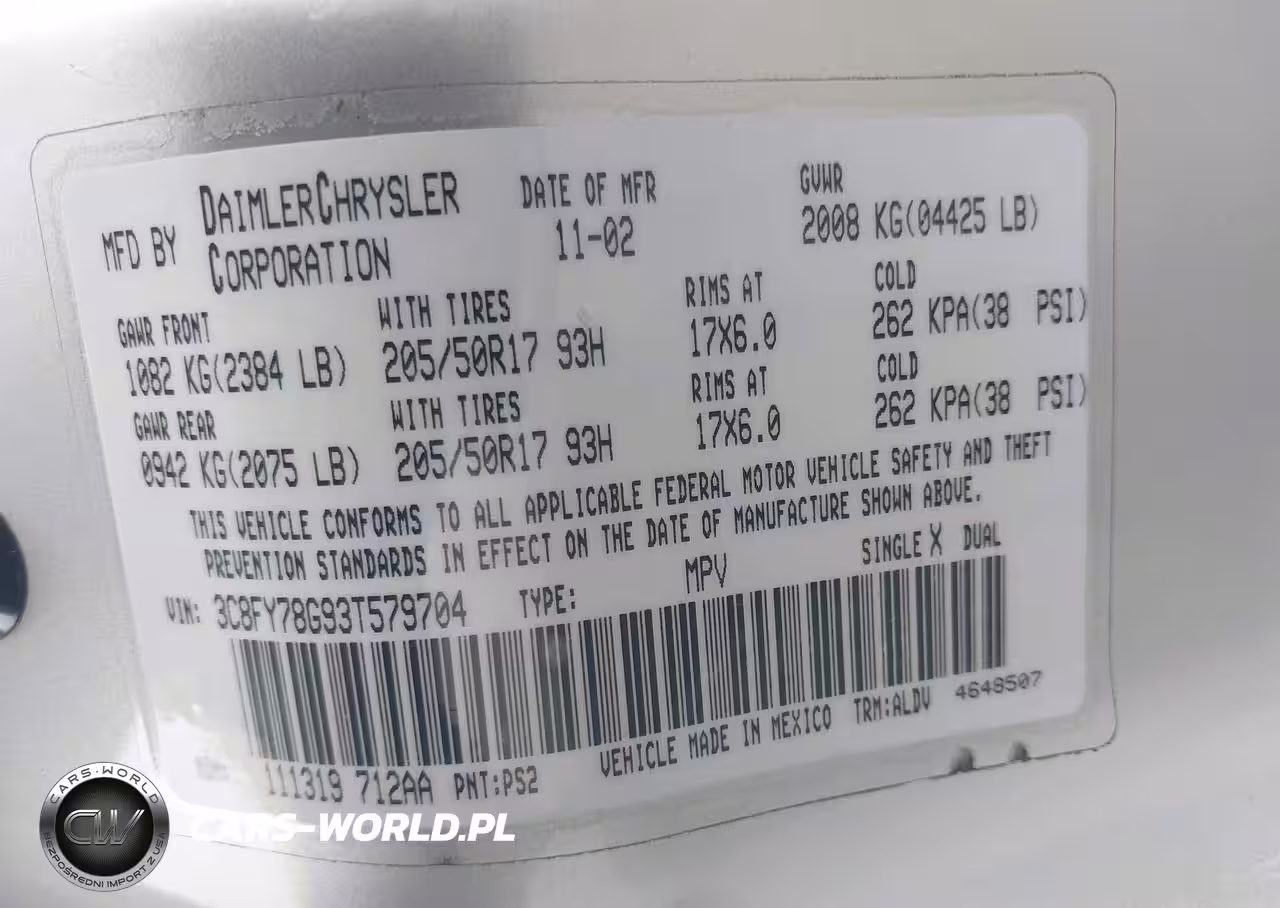 MFD BY DAIMLERCHRYSLER CORPORATION
DATE OF MFR
11-02
GVWR
2008 KG(04425 LB)
GAWR FRONT WITH TIRES RIMS AT COLD
1082 KG(2384 LB) 205/50R17 93H 17X6.0 262 KPA(38 PSI)
GAWR REAR WITH TIRES RIMS AT COLD
0942 KG(2075 LB) 205/50R17 93H 17X6.0 262 KPA(38 PSI)
THIS VEHICLE CONFORMS TO ALL APPLICABLE FEDERAL MOTOR VEHICLE SAFETY AND THEFT
PREVENTION STANDARDS IN EFFECT ON THE DATE OF MANUFACTURE SHOWN ABOVE.
VIN: 3C8FY78G93T579704 TYPE: MPV SINGLE X DUAL
VEHICLE MADE IN MEXICO TRM:ALDV 4648507
111319 712AA PNT:PS2
CARS-WORLD
CW
BEZPOŚREDNI IMPORT Z USA
CARS-WORLD.PL